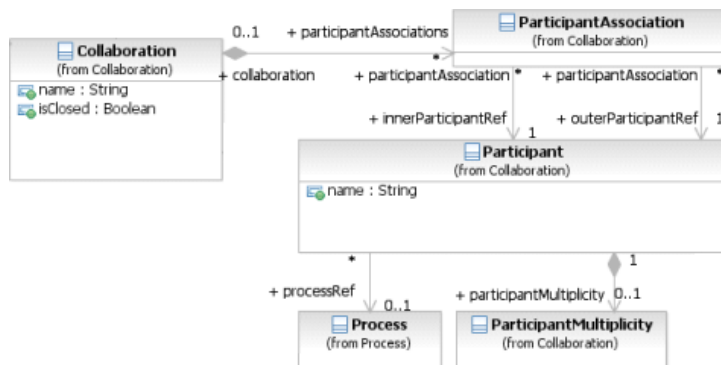 Collaboration
(from Collaboration)
name : String
isClosed : Boolean
0..1
+ participantAssociations
+ collaboration
*
ParticipantAssociation
(from Collaboration)
+ participantAssociation
*
+ participantAssociation
*
+ innerParticipantRef
1
+ outerParticipantRef
1
Participant
(from Collaboration)
name : String
*
1
+ processRef
0..1
+ participantMultiplicity
0..1
Process
(from Process)
ParticipantMultiplicity
(from Collaboration)